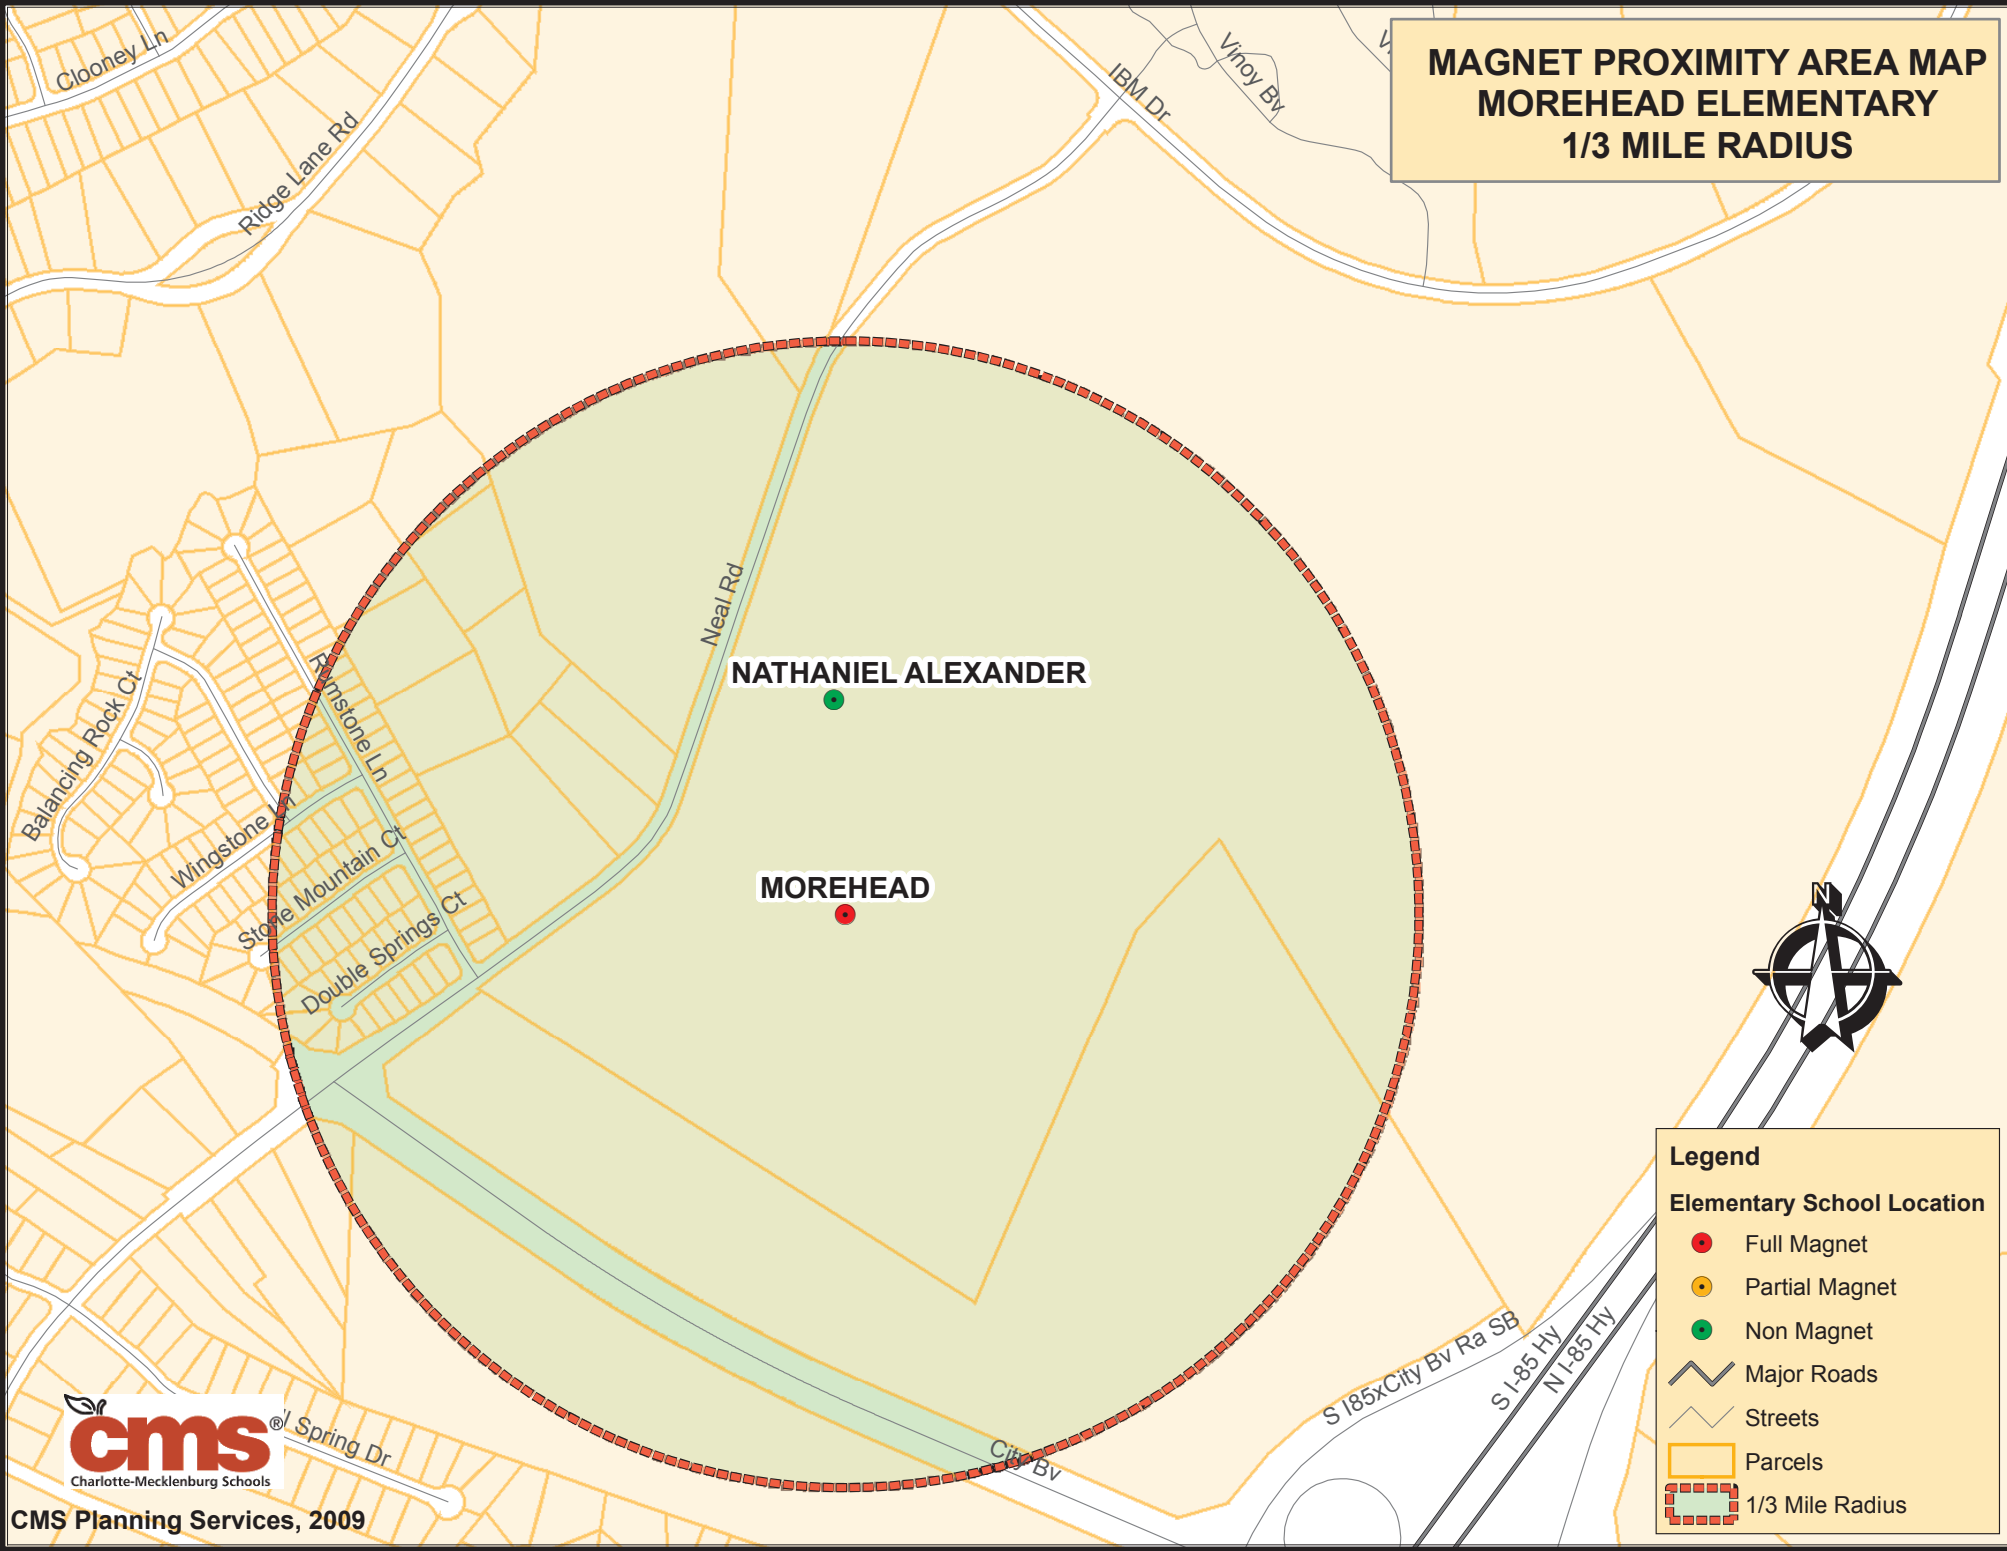 MAGNET PROXIMITY AREA MAP
MOREHEAD ELEMENTARY
1/3 MILE RADIUS
Clooney Ln
Ridge Lane Rd
IBM Dr
Vinoy Bv
Neal Rd
NATHANIEL ALEXANDER
MOREHEAD
Rimstone Ln
Balancing Rock Ct
Wingstone Ln
Stone Mountain Ct
Double Springs Ct
N
City Bv
S I85xCity Bv Ra SB
S I-85 Hy
N I-85 Hy
Spring Dr
Legend
Elementary School Location
Full Magnet
Partial Magnet
Non Magnet
Major Roads
Streets
Parcels
1/3 Mile Radius
cms®
Charlotte-Mecklenburg Schools
CMS Planning Services, 2009